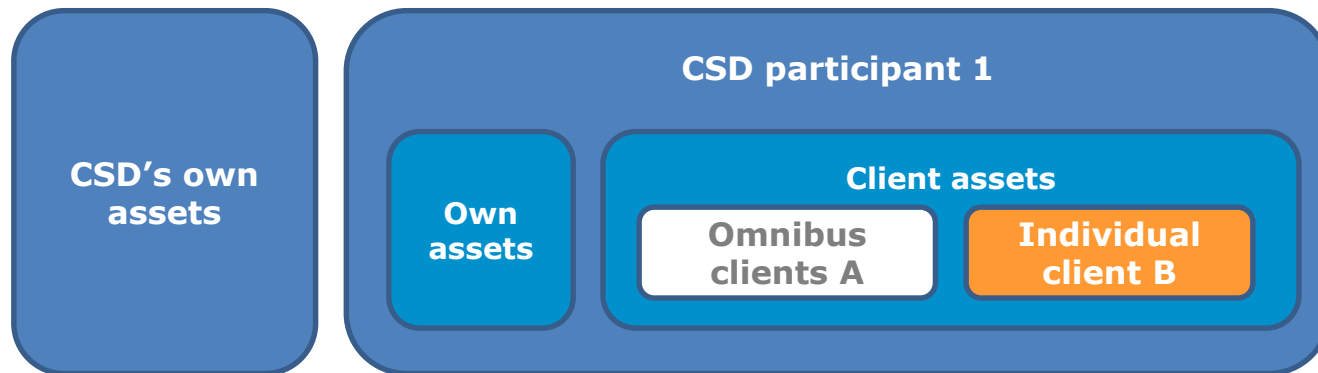 CSD's own
assets
CSD participant 1
Own
assets
Client assets
Omnibus
clients A
Individual
client B